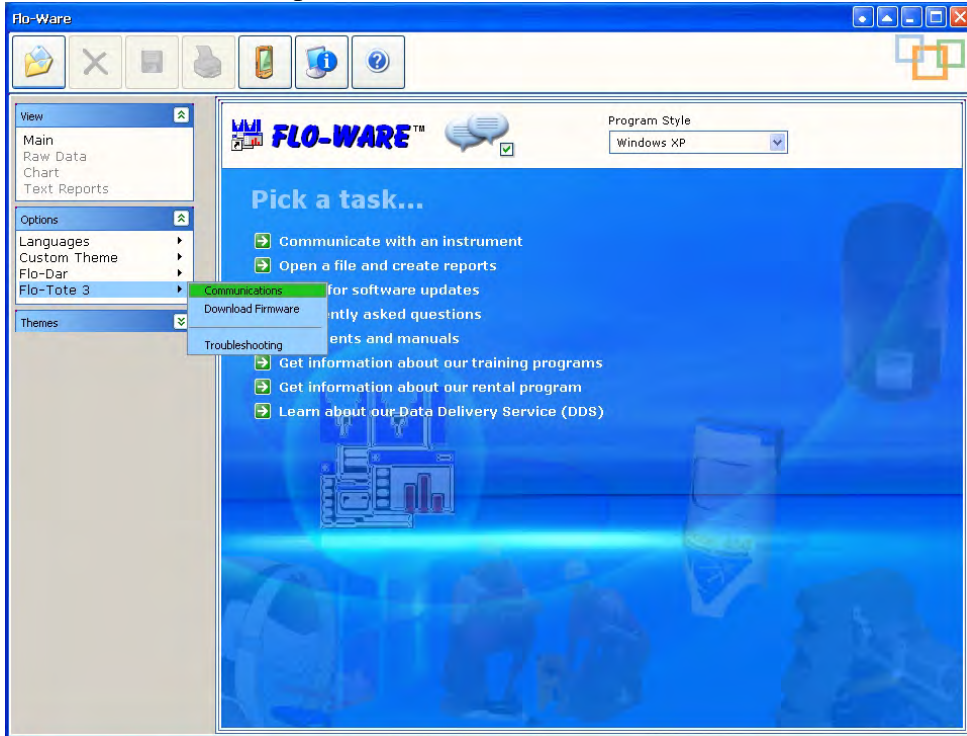 Flo-Ware
View
Main
Raw Data
Chart
Text Reports
Options
Languages
Custom Theme
Flo-Dar
Flo-Tote 3
Themes
Communications
Download Firmware
Troubleshooting
FLO-WARE™
Program Style
Windows XP
Pick a task...
Communicate with an instrument
Open a file and create reports
for software updates
ently asked questions
ents and manuals
Get information about our training programs
Get information about our rental program
Learn about our Data Delivery Service (DDS)